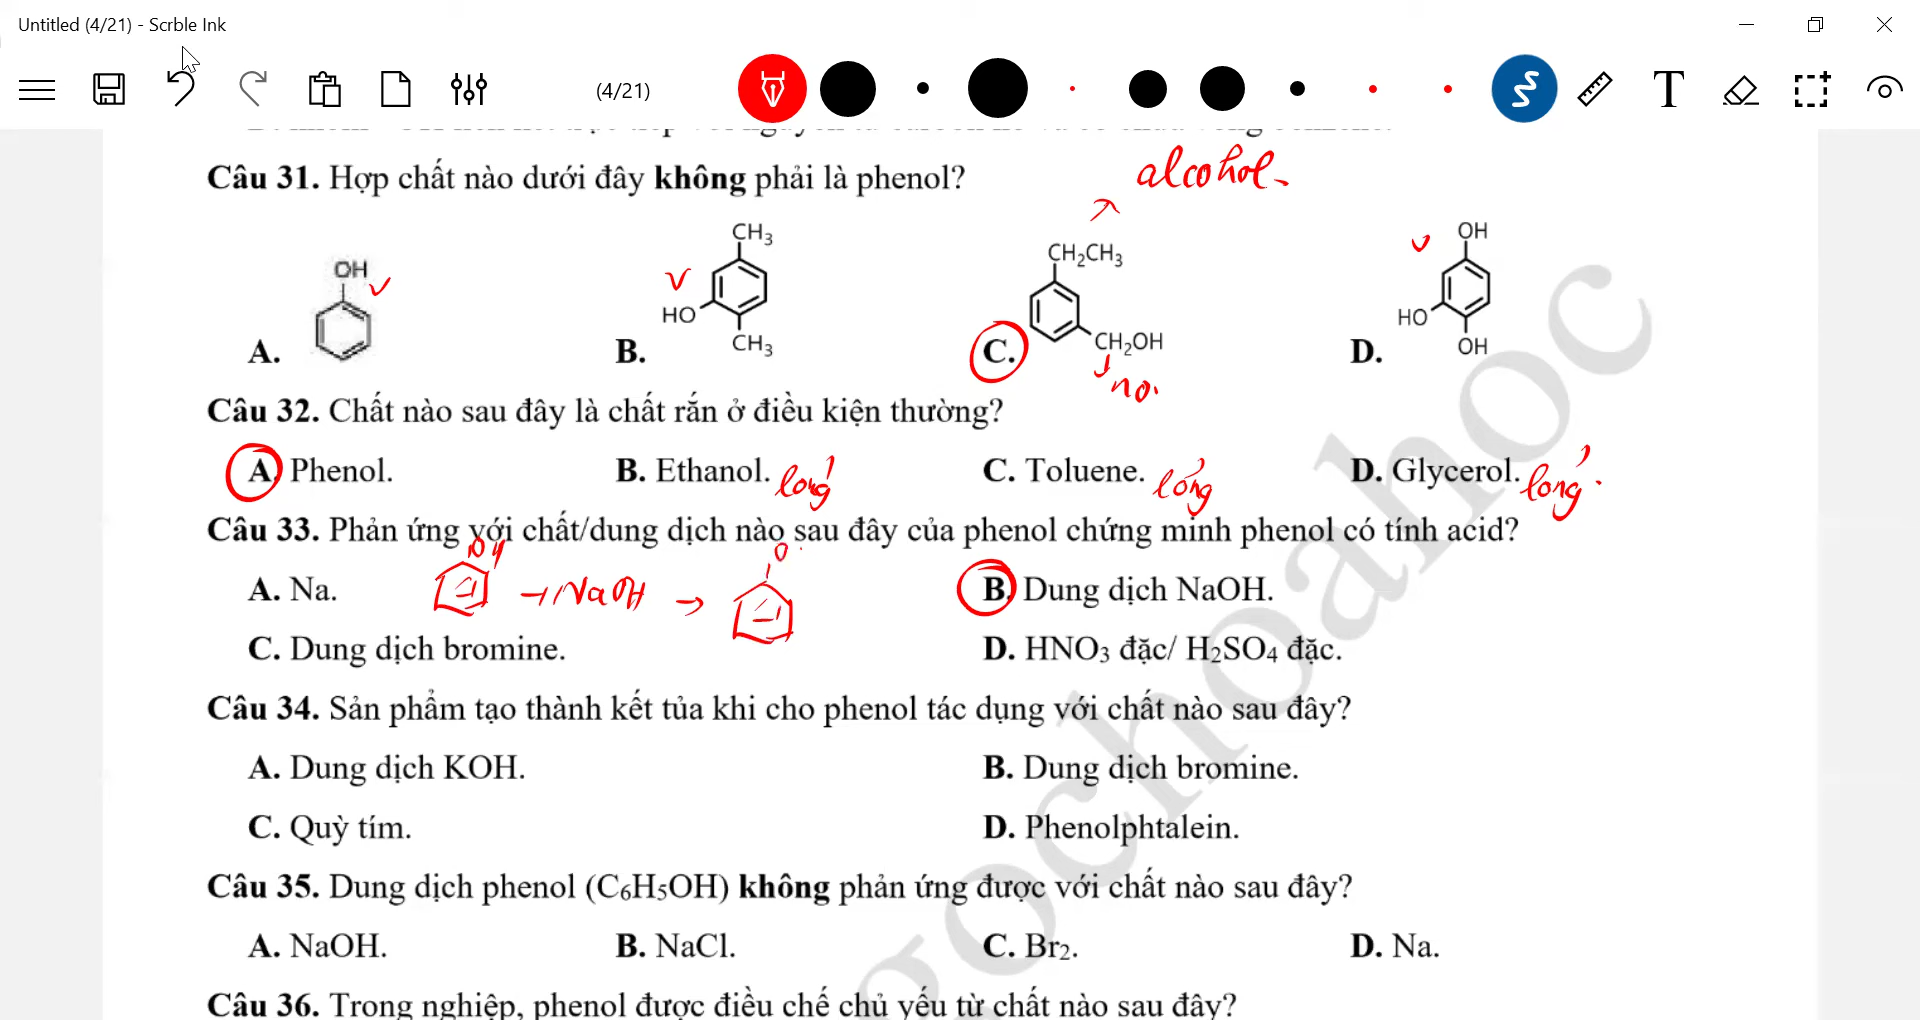 Untitled (4/21) - Scrble Ink
(4/21)
T
Câu 31. Hợp chất nào dưới đây không phải là phenol?
alcohol.
A.
OH
B.
CH3
HO
CH3
C.
CH2CH3
CH2OH
no.
D.
OH
HO
OH
Câu 32. Chất nào sau đây là chất rắn ở điều kiện thường?
A. Phenol. B. Ethanol. lỏng C. Toluene. lỏng D. Glycerol. lỏng.
Câu 33. Phản ứng với chất/dung dịch nào sau đây của phenol chứng minh phenol có tính acid?
OH + NaOH → O
A. Na. B. Dung dịch NaOH.
C. Dung dịch bromine. D. HNO3 đặc/ H2SO4 đặc.
Câu 34. Sản phẩm tạo thành kết tủa khi cho phenol tác dụng với chất nào sau đây?
A. Dung dịch KOH. B. Dung dịch bromine.
C. Quỳ tím. D. Phenolphtalein.
Câu 35. Dung dịch phenol (C6H5OH) không phản ứng được với chất nào sau đây?
A. NaOH. B. NaCl. C. Br2. D. Na.
Câu 36. Trong nghiệp, phenol được điều chế chủ yếu từ chất nào sau đây?
gochoahoc